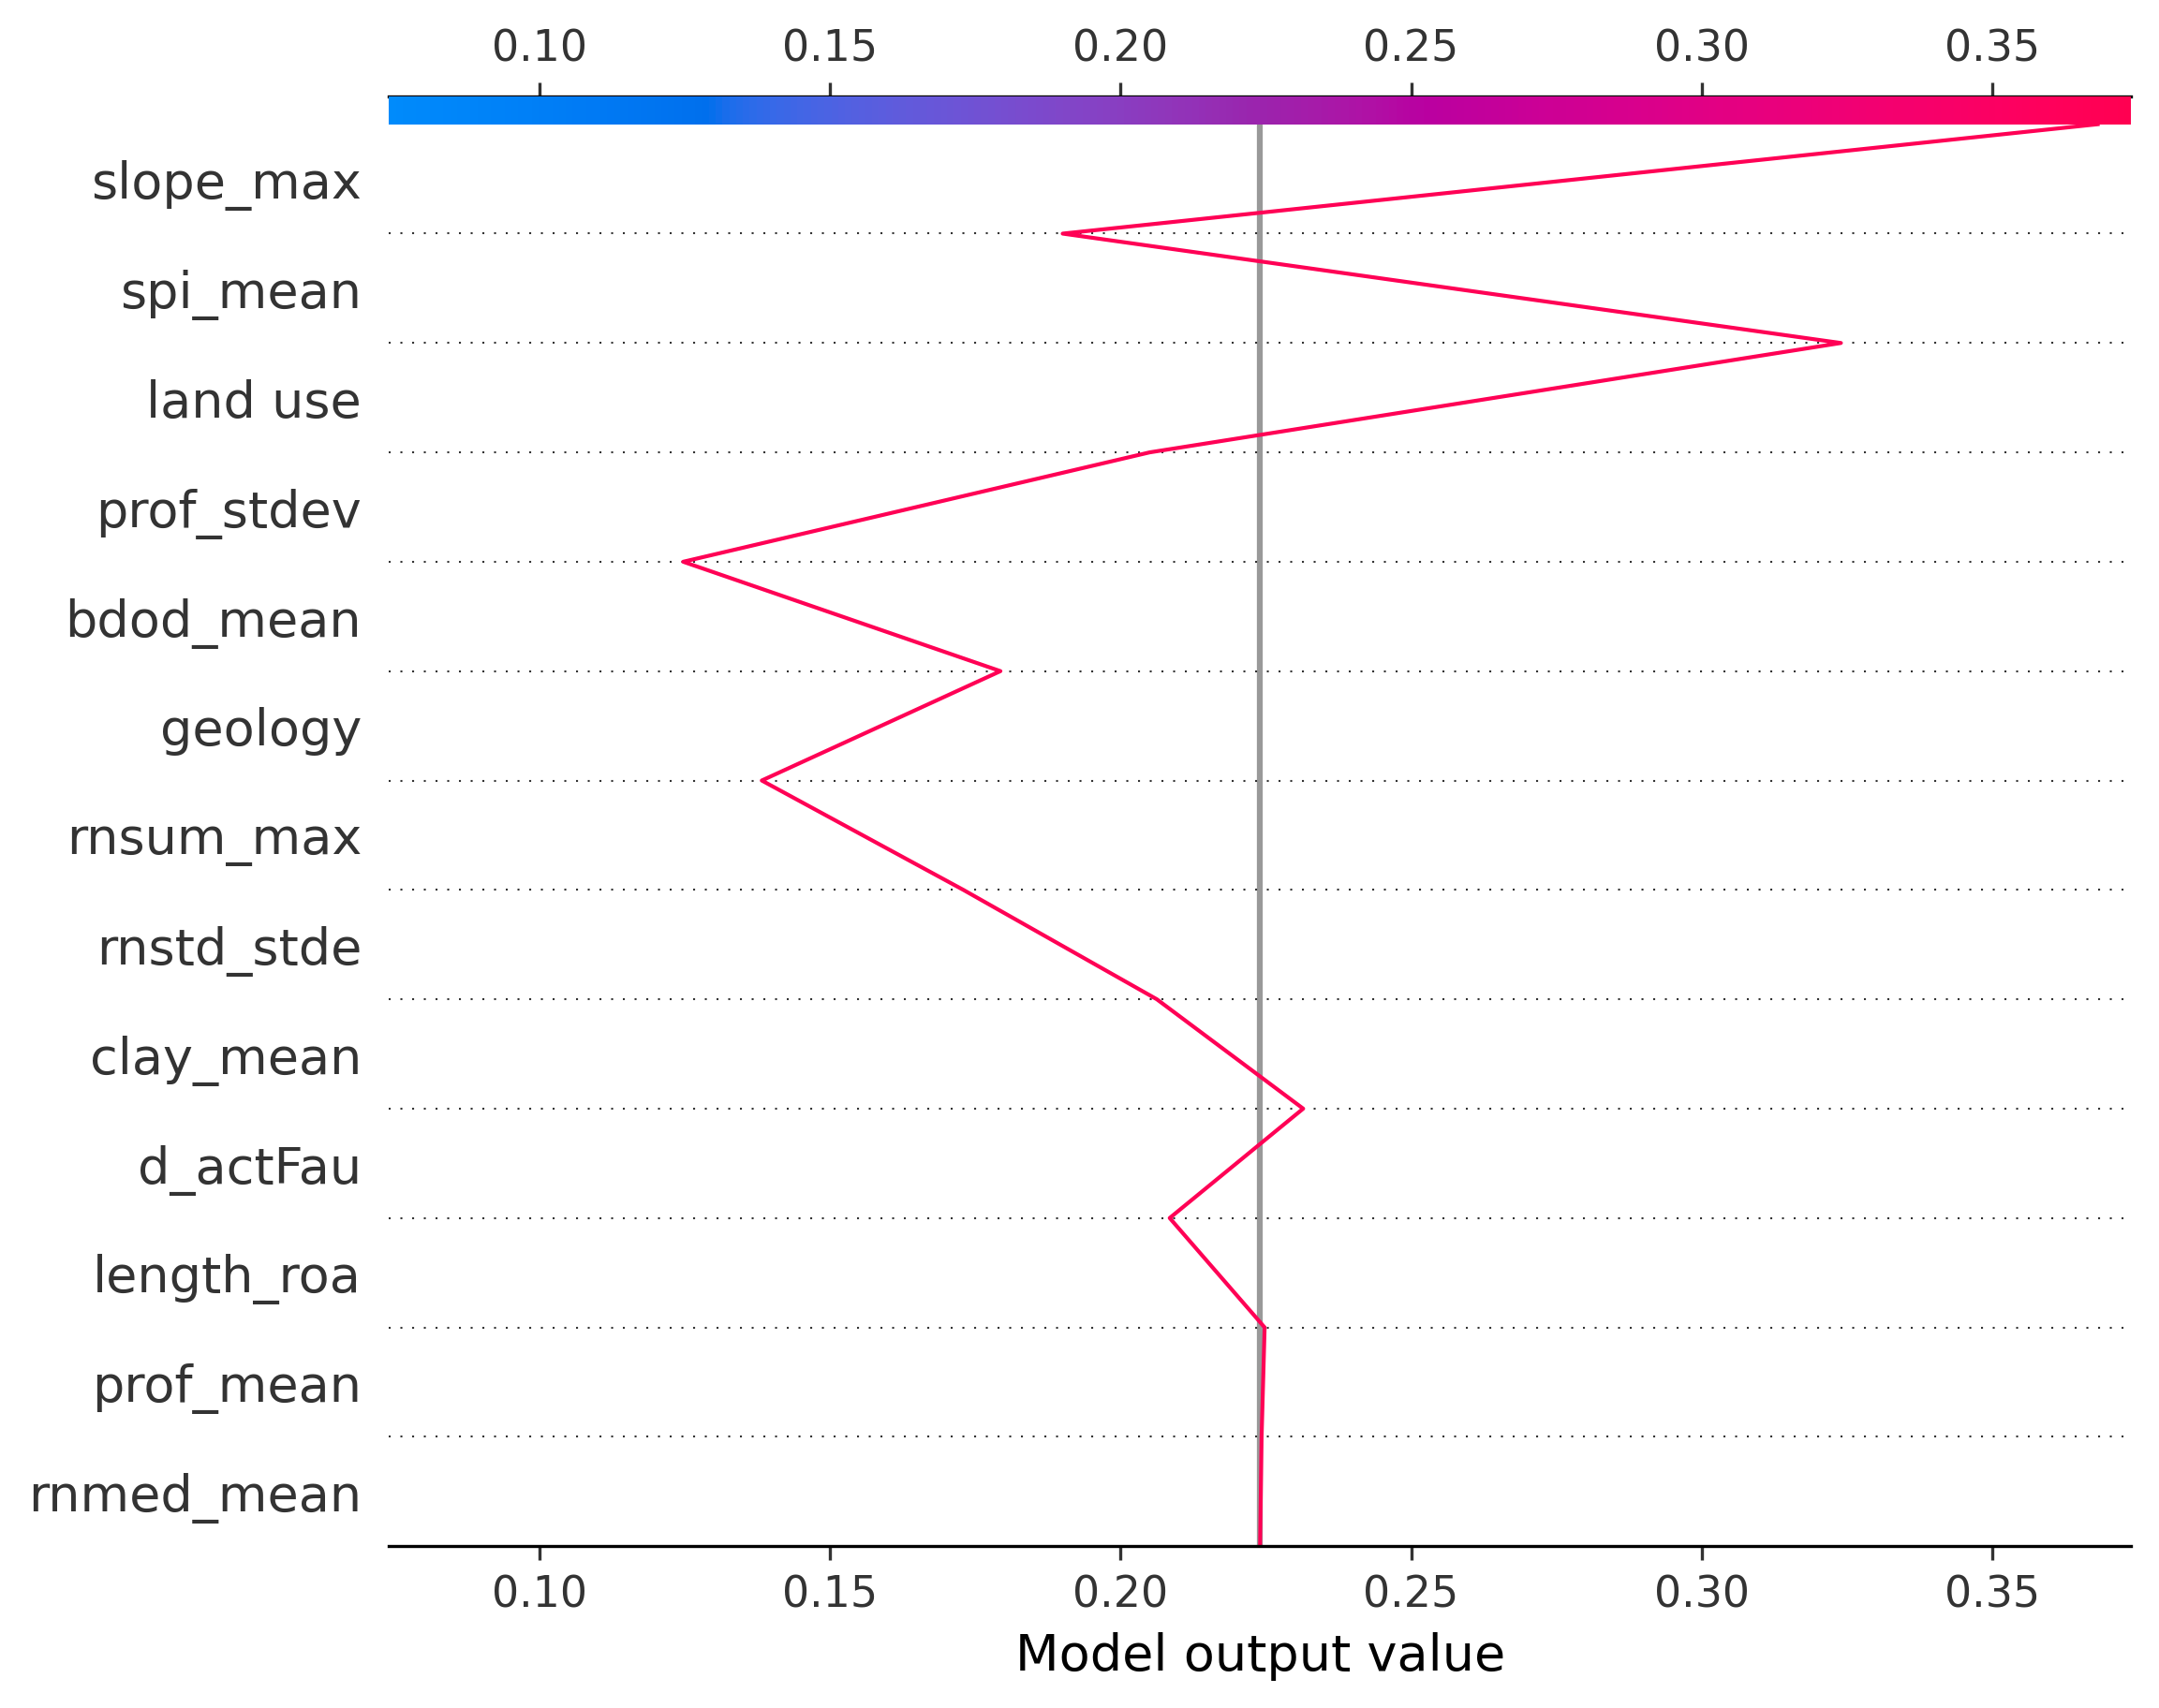 0.10 0.15 0.20 0.25 0.30 0.35
slope_max
spi_mean
land use
prof_stdev
bdod_mean
geology
rnsum_max
rnstd_stde
clay_mean
d_actFau
length_roa
prof_mean
rnmed_mean
0.10 0.15 0.20 0.25 0.30 0.35
Model output value